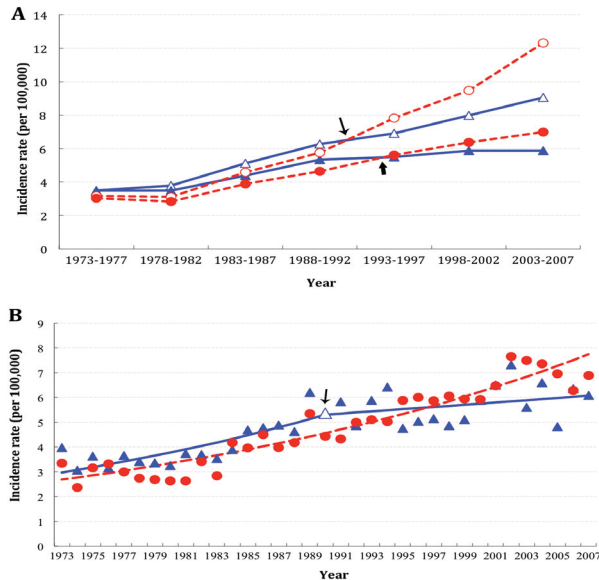 A
Incidence rate (per 100,000)
14
12
10
8
6
4
2
0
1973-1977 1978-1982 1983-1987 1988-1992 1993-1997 1998-2002 2003-2007
Year
B
Incidence rate (per 100,000)
9
8
7
6
5
4
3
2
1
0
1973 1975 1977 1979 1981 1983 1985 1987 1989 1991 1993 1995 1997 1999 2001 2003 2005 2007
Year